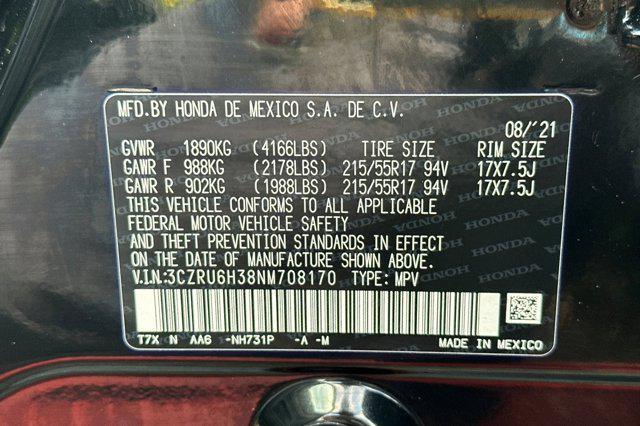 MFD.BY HONDA DE MEXICO S.A. DE C.V.
08/'21
GVWR 1890KG (4166LBS) TIRE SIZE RIM SIZE
GAWR F 988KG (2178LBS) 215/55R17 94V 17X7.5J
GAWR R 902KG (1988LBS) 215/55R17 94V 17X7.5J
THIS VEHICLE CONFORMS TO ALL APPLICABLE
FEDERAL MOTOR VEHICLE SAFETY
AND THEFT PREVENTION STANDARDS IN EFFECT
ON THE DATE OF MANUFACTURE SHOWN ABOVE.
V.I.N:3CZRU6H38NM708170 TYPE: MPV
T7X N AA6 -NH731P -A -M
MADE IN MEXICO